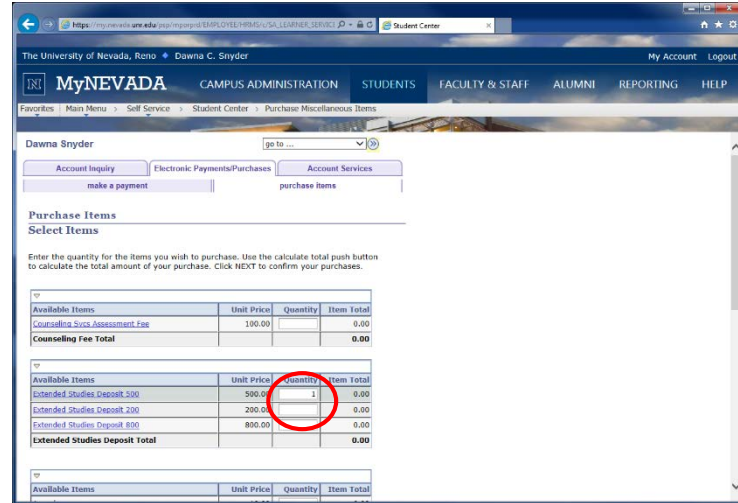 https://my.nevada.unr.edu/psp/mporprd/EMPLOYEE/HRMS/c/SA_LEARNER_SERVICE
Student Center
The University of Nevada, Reno ◆ Dawna C. Snyder
My Account Logout
N MyNEVADA CAMPUS ADMINISTRATION STUDENTS FACULTY & STAFF ALUMNI REPORTING HELP
Favorites Main Menu > Self Service > Student Center > Purchase Miscellaneous Items
Dawna Snyder go to ...
Account Inquiry Electronic Payments/Purchases Account Services
make a payment purchase items
Purchase Items
Select Items
Enter the quantity for the items you wish to purchase. Use the calculate total push button
to calculate the total amount of your purchase. Click NEXT to confirm your purchases.
Available Items Unit Price Quantity Item Total
Counseling Svcs Assessment Fee 100.00 0.00
Counseling Fee Total 0.00
Available Items Unit Price Quantity Item Total
Extended Studies Deposit 500 500.00 1 0.00
Extended Studies Deposit 200 200.00 0.00
Extended Studies Deposit 800 800.00 0.00
Extended Studies Deposit Total 0.00
Available Items Unit Price Quantity Item Total